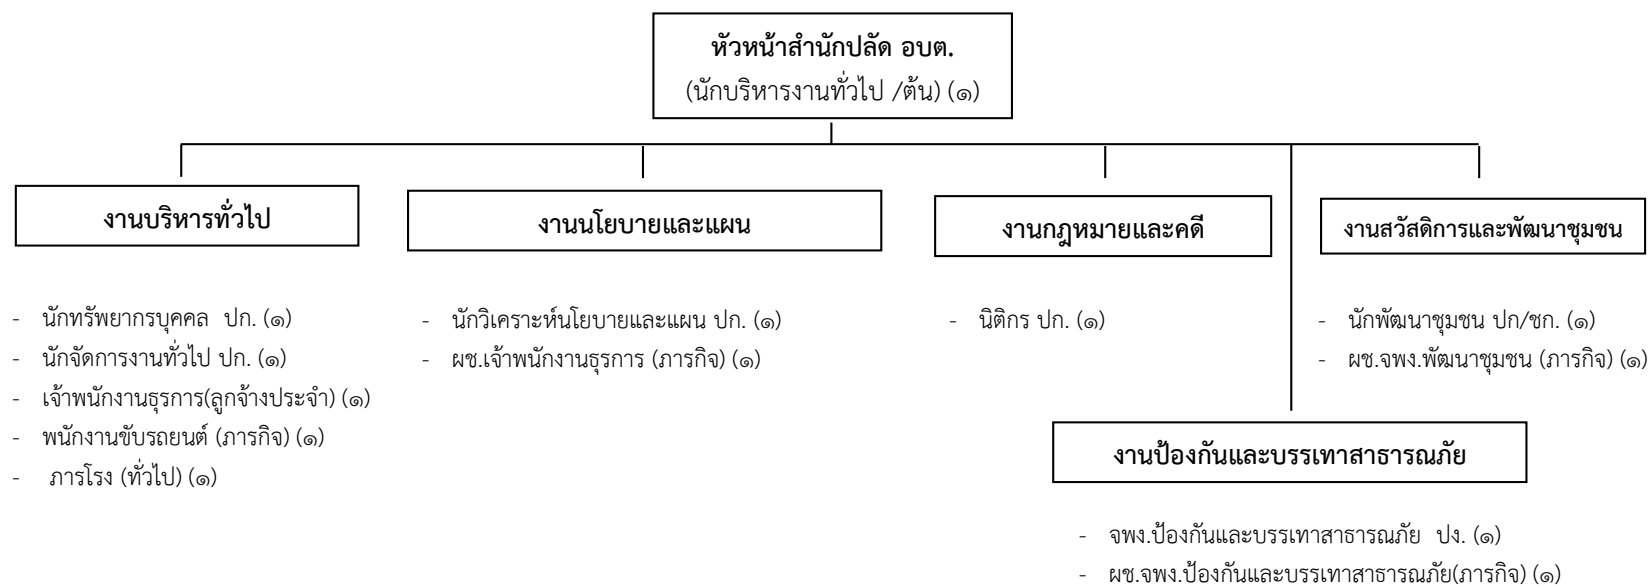 หัวหน้าสำนักปลัด อบต.
(นักบริหารงานทั่วไป /ต้น) (๑)
งานบริหารทั่วไป
- นักทรัพยากรบุคคล ปก. (๑)
- นักจัดการงานทั่วไป ปก. (๑)
- เจ้าพนักงานธุรการ(ลูกจ้างประจำ) (๑)
- พนักงานขับรถยนต์ (ภารกิจ) (๑)
- ภารโรง (ทั่วไป) (๑)
งานนโยบายและแผน
- นักวิเคราะห์นโยบายและแผน ปก. (๑)
- ผช.เจ้าพนักงานธุรการ (ภารกิจ) (๑)
งานกฎหมายและคดี
- นิติกร ปก. (๑)
งานสวัสดิการและพัฒนาชุมชน
- นักพัฒนาชุมชน ปก/ชก. (๑)
- ผช.จพง.พัฒนาชุมชน (ภารกิจ) (๑)
งานป้องกันและบรรเทาสาธารณภัย
- จพง.ป้องกันและบรรเทาสาธารณภัย ปง. (๑)
- ผช.จพง.ป้องกันและบรรเทาสาธารณภัย(ภารกิจ) (๑)